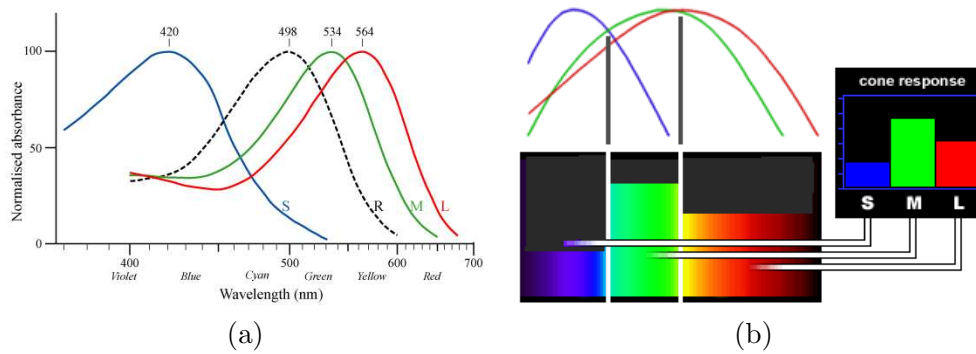 420 498 534 564
100
50
0
Normalised absorbance
S R M L
400 500 600 700
Violet Blue Cyan Green Yellow Red
Wavelength (nm)
(a)
cone response
S M L
(b)